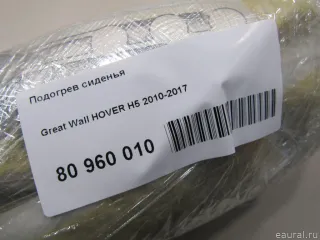 Подогрев сиденья
Great Wall HOVER H5 2010-2017
80 960 010
eaural.ru